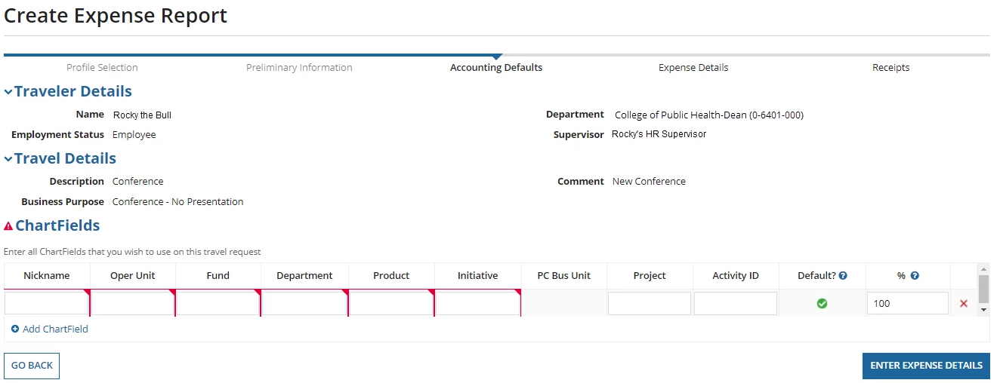 Create Expense Report
Profile Selection Preliminary Information Accounting Defaults Expense Details Receipts
Traveler Details
Name Rocky the Bull Department College of Public Health-Dean (0-6401-000)
Employment Status Employee Supervisor Rocky's HR Supervisor
Travel Details
Description Conference Comment New Conference
Business Purpose Conference - No Presentation
ChartFields
Enter all ChartFields that you wish to use on this travel request
Nickname Oper Unit Fund Department Product Initiative PC Bus Unit Project Activity ID Default? %
100
Add ChartField
GO BACK ENTER EXPENSE DETAILS